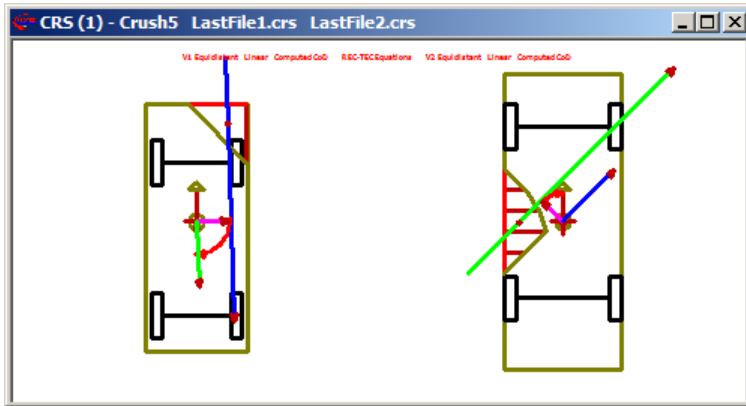 CRS (1) - Crush5 LastFile1.crs LastFile2.crs
V1 Equidistant Linear Computed CoD REC-TEC Equations V2 Equidistant Linear Computed CoD